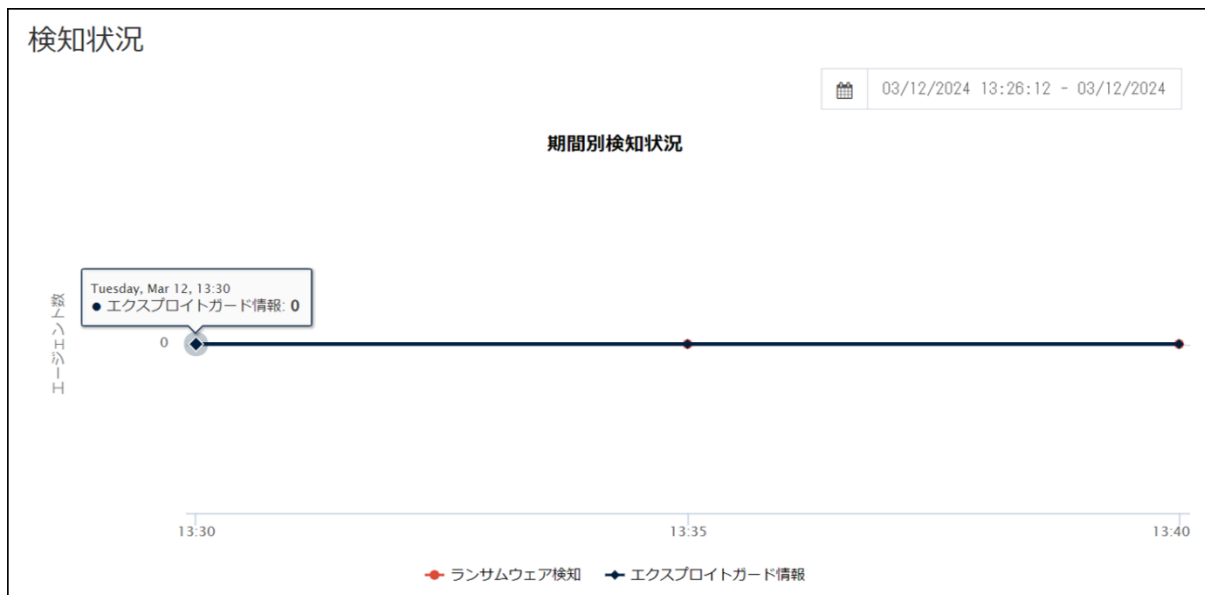 検知状況
03/12/2024 13:26:12 - 03/12/2024
期間別検知状況
Tuesday, Mar 12, 13:30
● エクスプロイトガード情報: 0
エージェント数
0
13:30
13:35
13:40
ランサムウェア検知
エクスプロイトガード情報